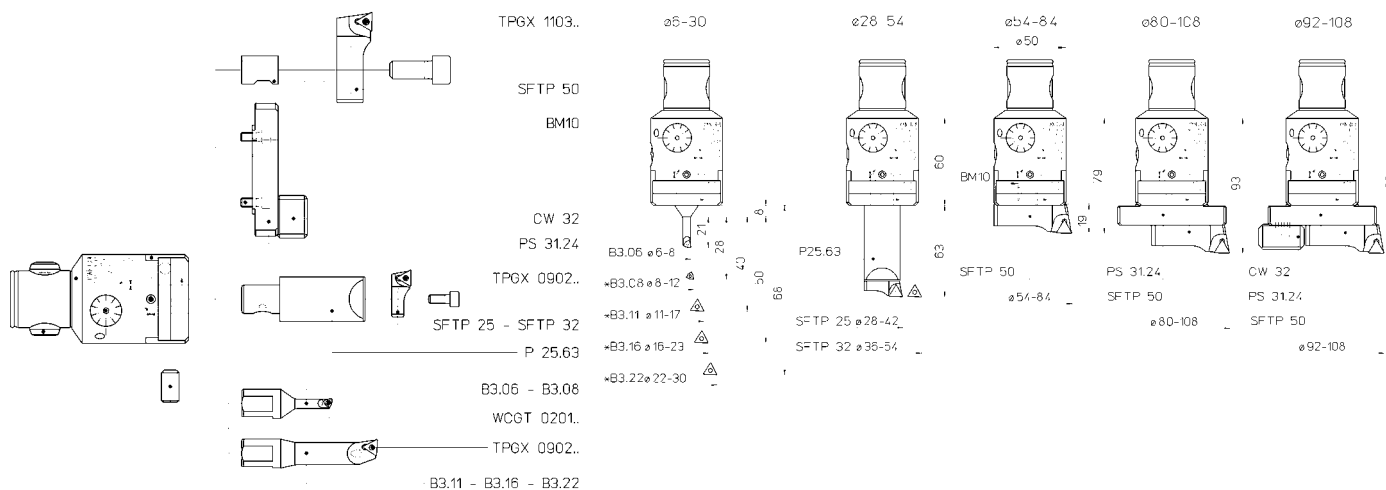 TPGX 1103..
SFTP 50
BM10
CW 32
PS 31.24
TPGX 0902..
SFTP 25 - SFTP 32
P 25.63
B3.06 - B3.08
WCGT 0201..
TPGX 0902..
B3.11 - B3.16 - B3.22
ø6-30
8
21
28
40
50
68
B3.06 ø6-8
*B3.08 ø8-12
*B3.11 ø11-17
*B3.16 ø16-23
*B3.22 ø22-30
ø28 54
60
63
P25.63
SFTP 25 ø28-42
SFTP 32 ø36-54
ø54-84
ø50
BM10
79
19
SFTP 50
ø54-84
ø80-108
93
PS 31.24
SFTP 50
ø80-108
ø92-108
CW 32
PS 31.24
SFTP 50
ø92-108